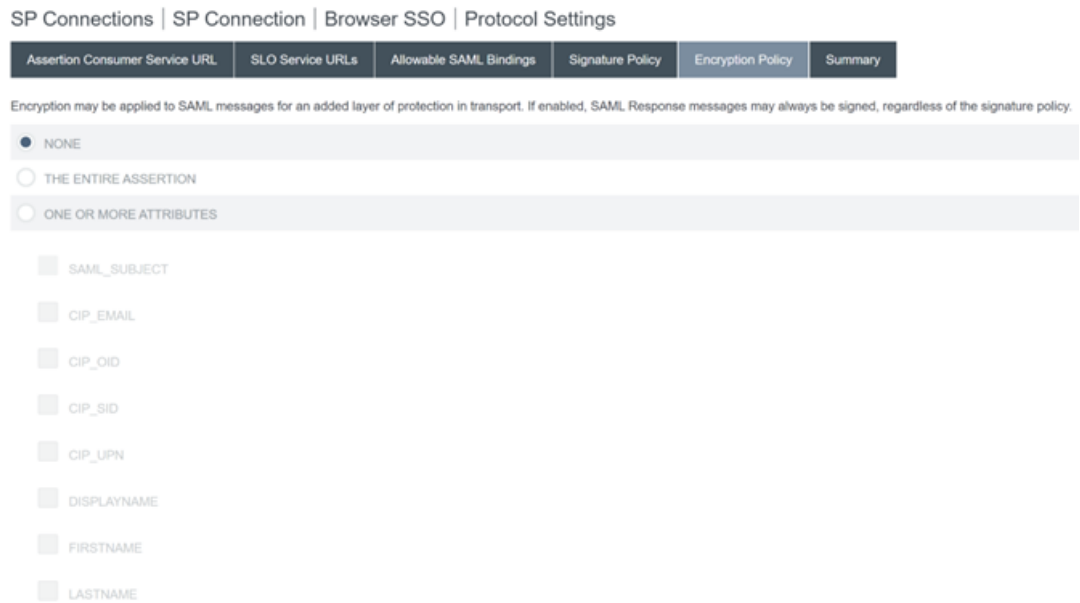 SP Connections | SP Connection | Browser SSO | Protocol Settings
Assertion Consumer Service URL SLO Service URLs Allowable SAML Bindings Signature Policy Encryption Policy Summary
Encryption may be applied to SAML messages for an added layer of protection in transport. If enabled, SAML Response messages may always be signed, regardless of the signature policy.
NONE
THE ENTIRE ASSERTION
ONE OR MORE ATTRIBUTES
SAML_SUBJECT
CIP_EMAIL
CIP_OID
CIP_SID
CIP_UPN
DISPLAYNAME
FIRSTNAME
LASTNAME